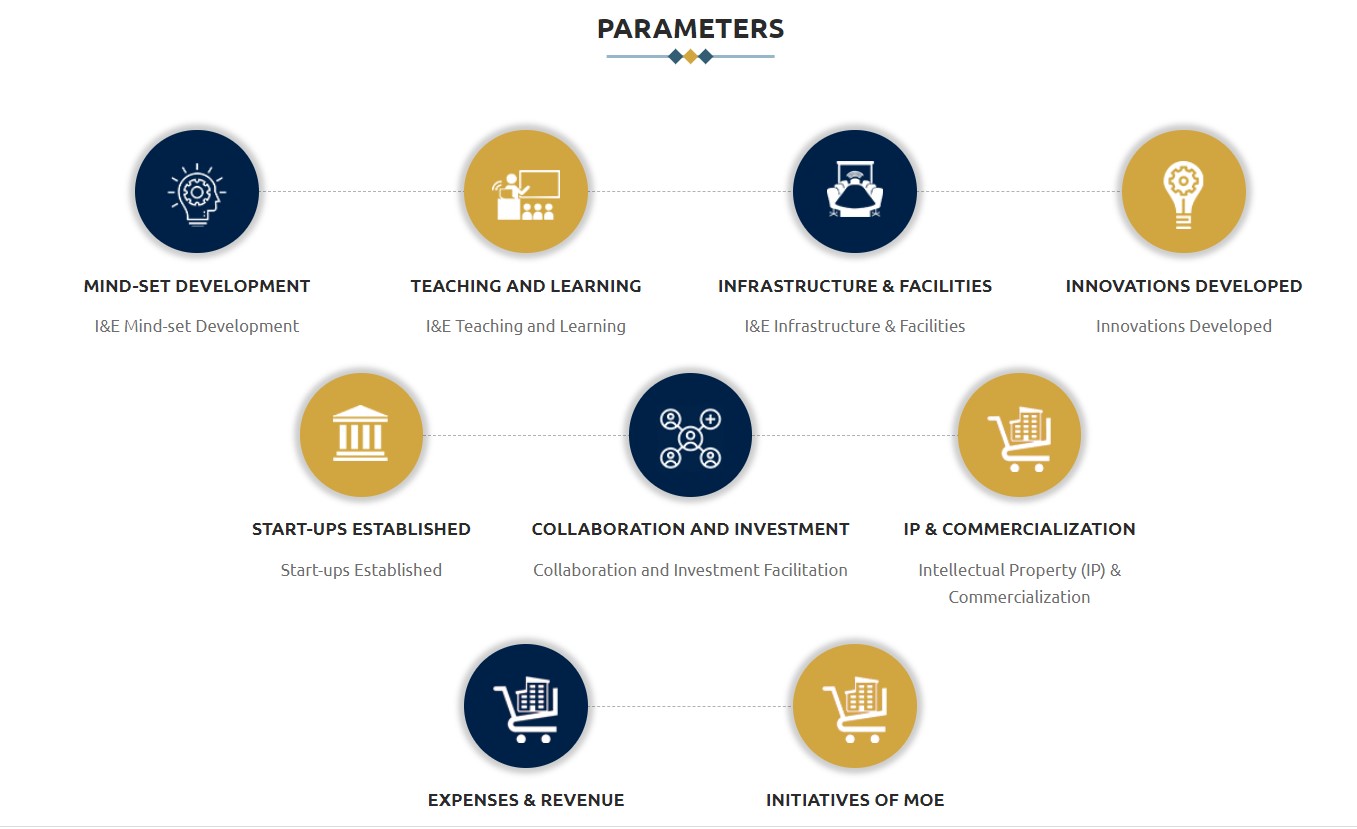 PARAMETERS
MIND-SET DEVELOPMENT
I&E Mind-set Development
TEACHING AND LEARNING
I&E Teaching and Learning
INFRASTRUCTURE & FACILITIES
I&E Infrastructure & Facilities
INNOVATIONS DEVELOPED
Innovations Developed
START-UPS ESTABLISHED
Start-ups Established
COLLABORATION AND INVESTMENT
Collaboration and Investment Facilitation
IP & COMMERCIALIZATION
Intellectual Property (IP) &
Commercialization
EXPENSES & REVENUE
INITIATIVES OF MOE